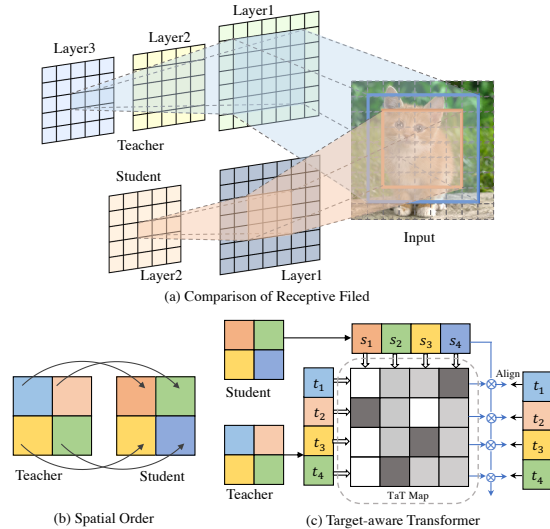 Layer1
Layer2
Layer3
Teacher
Student
Layer2
Layer1
Input
(a) Comparison of Receptive Filed
s₁ s₂ s₃ s₄
Student
Align
t₁
t₂
t₃
t₄
t₁
t₂
t₃
t₄
Teacher
Student
Teacher
TaT Map
(b) Spatial Order
(c) Target-aware Transformer